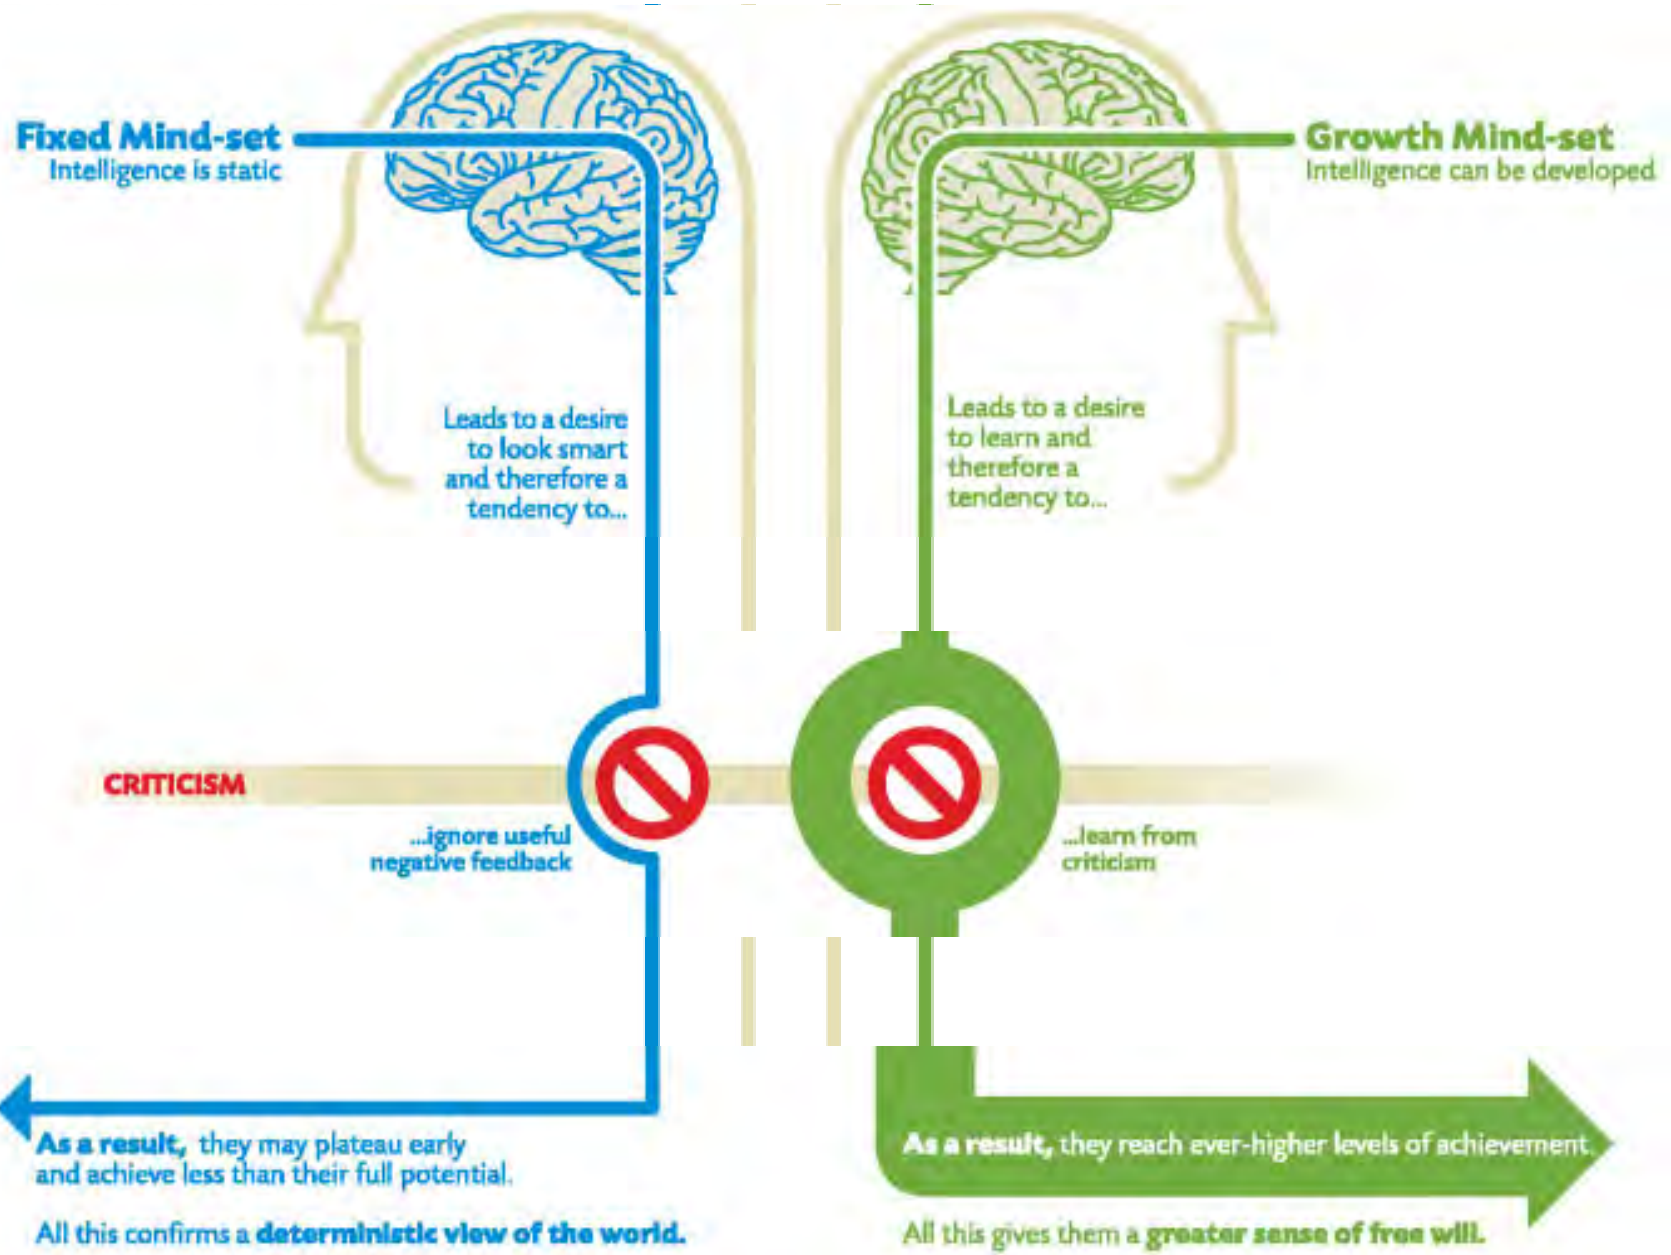 Fixed Mind-set
Intelligence is static
Growth Mind-set
Intelligence can be developed
Leads to a desire
to look smart
and therefore a
tendency to...
Leads to a desire
to learn and
therefore a
tendency to...
CRITICISM
...ignore useful
negative feedback
...learn from
criticism
As a result, they may plateau early
and achieve less than their full potential.
All this confirms a deterministic view of the world.
As a result, they reach ever-higher levels of achievement.
All this gives them a greater sense of free will.